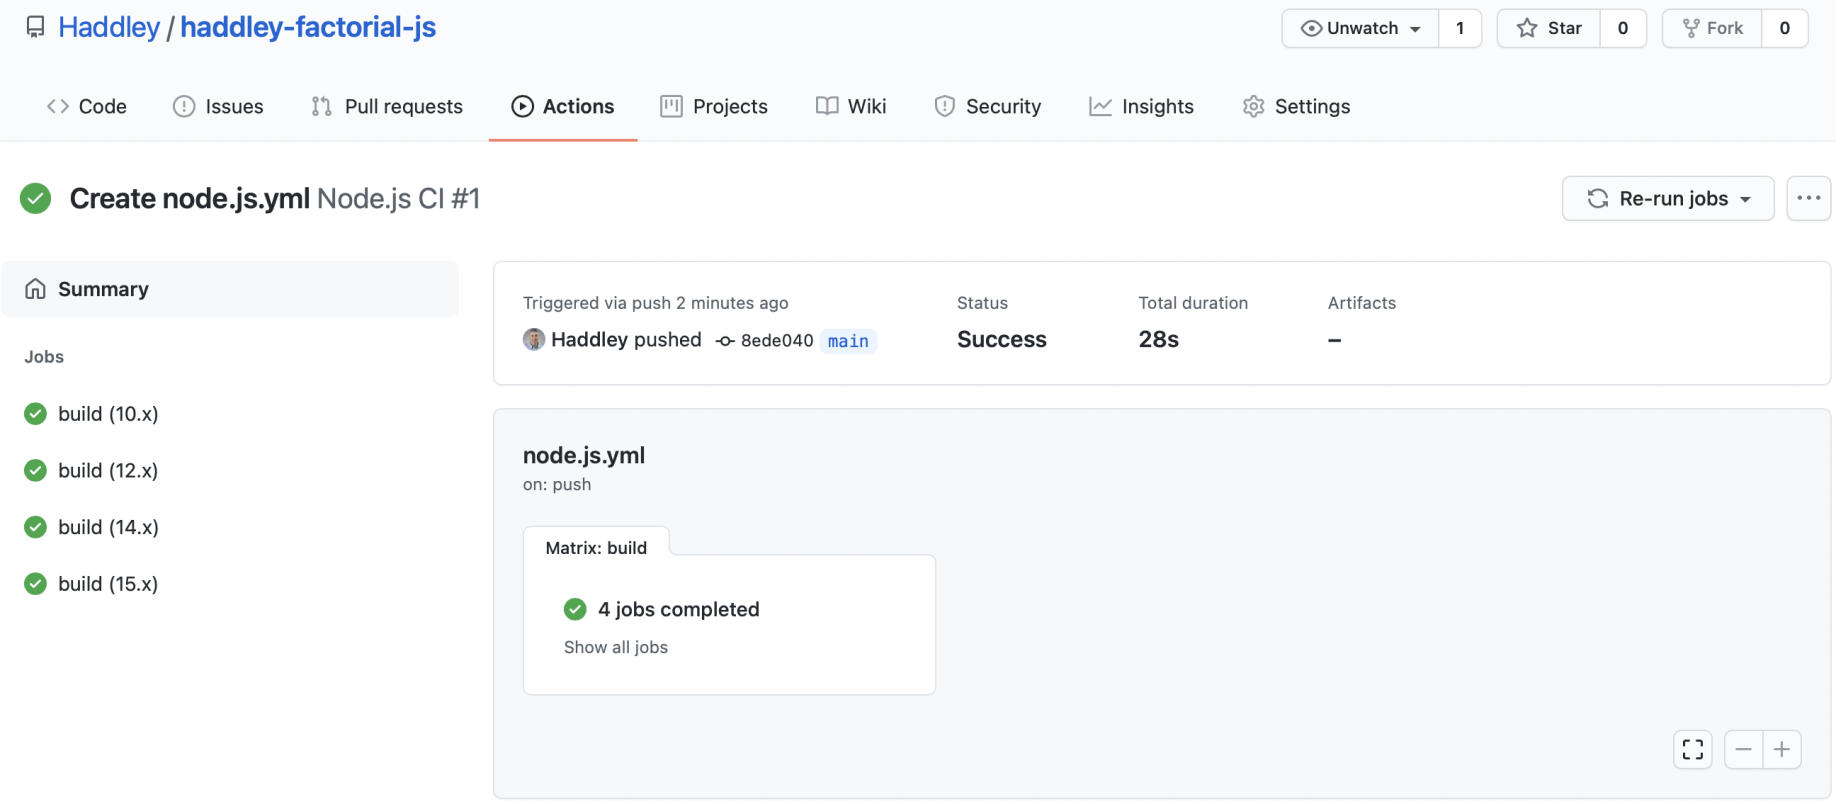 Haddley / haddley-factorial-js
Unwatch 1 Star 0 Fork 0
Code Issues Pull requests Actions Projects Wiki Security Insights Settings
Create node.js.yml Node.js CI #1
Re-run jobs
Summary
Jobs
build (10.x)
build (12.x)
build (14.x)
build (15.x)
Triggered via push 2 minutes ago
Haddley pushed 8ede040 main
Status
Success
Total duration
28s
Artifacts
–
node.js.yml
on: push
Matrix: build
4 jobs completed
Show all jobs